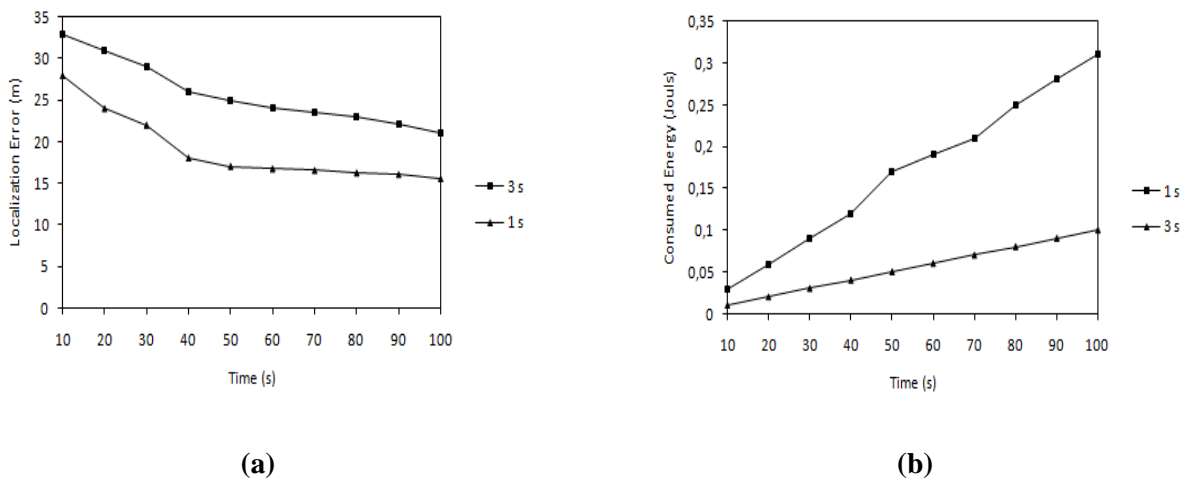 35
30
25
20
15
10
5
0
Localization Error (m)
10 20 30 40 50 60 70 80 90 100
Time (s)
3 s
1 s
(a)
0,35
0,3
0,25
0,2
0,15
0,1
0,05
0
Consumed Energy (Jouls)
10 20 30 40 50 60 70 80 90 100
Time (s)
1 s
3 s
(b)